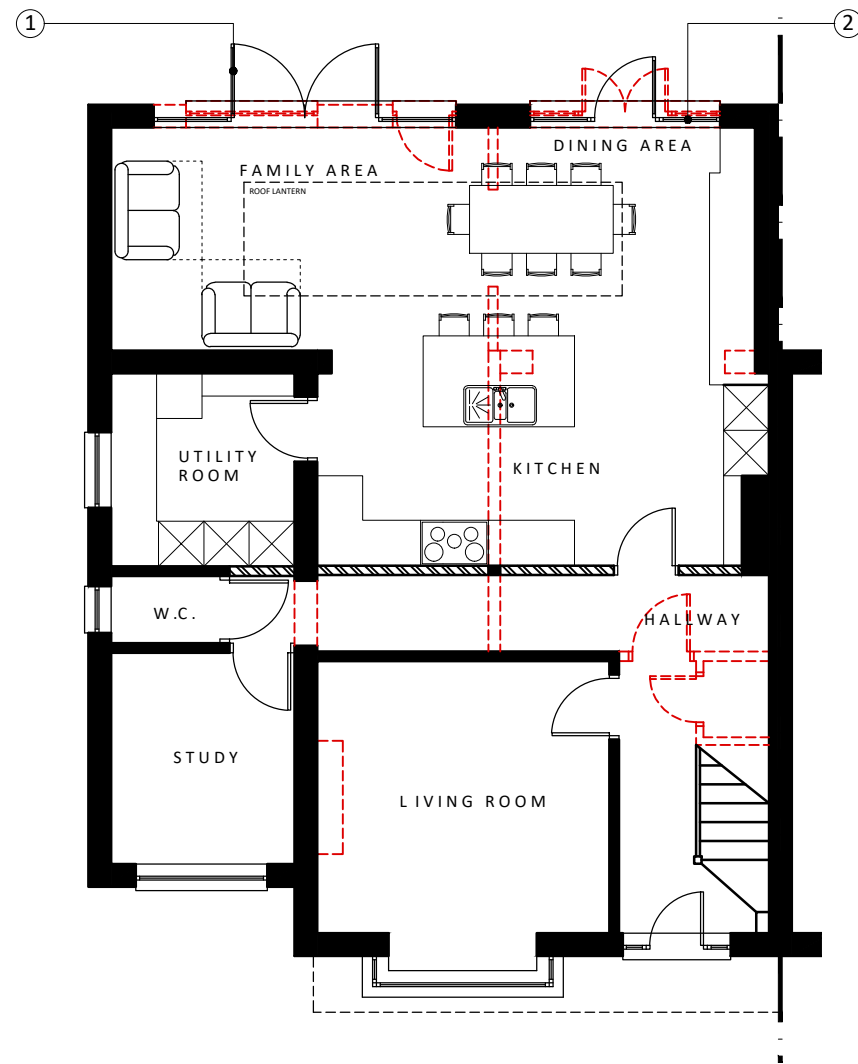 1
2
DINING AREA
FAMILY AREA
ROOF LANTERN
UTILITY
ROOM
KITCHEN
W.C.
HALLWAY
STUDY
LIVING ROOM